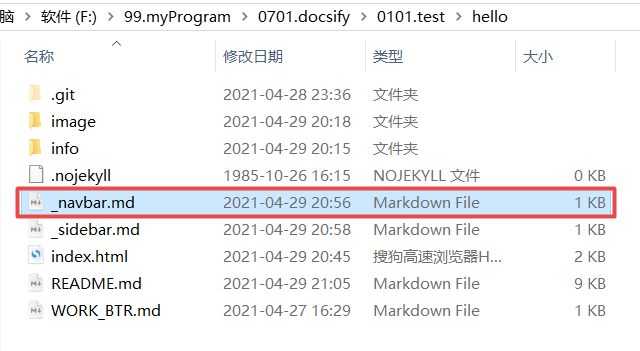 脑 > 软件 (F:) > 99.myProgram > 0701.docsify > 0101.test > hello
名称 修改日期 类型 大小
.git 2021-04-28 23:36 文件夹
image 2021-04-29 20:18 文件夹
info 2021-04-29 20:15 文件夹
.nojekyll 1985-10-26 16:15 NOJEKYLL 文件 0 KB
_navbar.md 2021-04-29 20:56 Markdown File 1 KB
_sidebar.md 2021-04-29 20:58 Markdown File 1 KB
index.html 2021-04-29 20:45 搜狗高速浏览器H... 2 KB
README.md 2021-04-29 21:05 Markdown File 9 KB
WORK_BTR.md 2021-04-27 16:29 Markdown File 1 KB